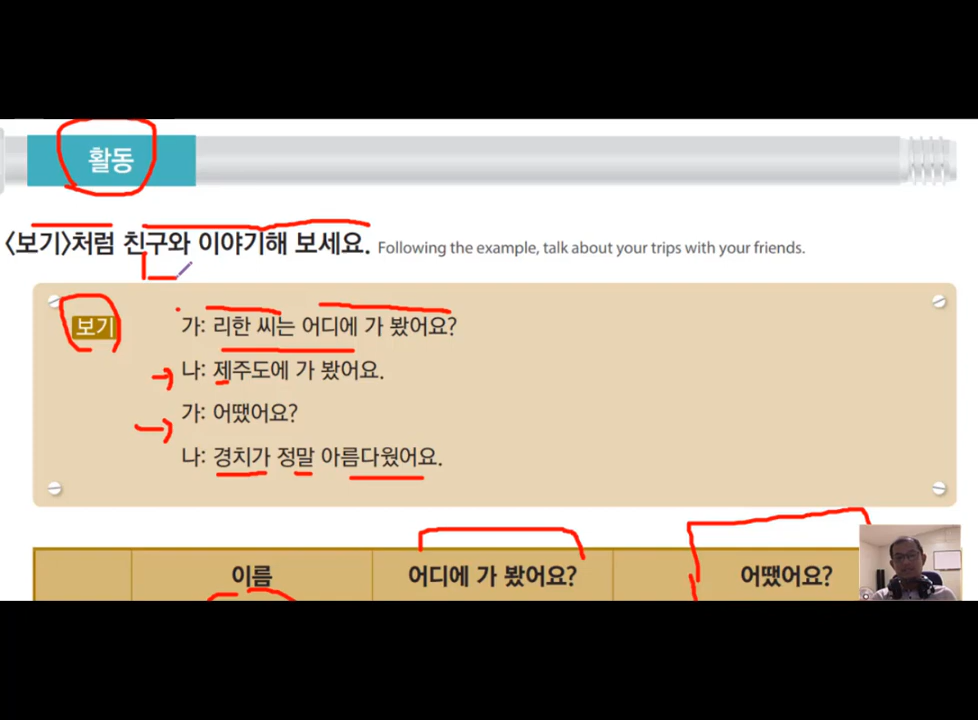 활동
<보기>처럼 친구와 이야기해 보세요. Following the example, talk about your trips with your friends.
보기 가: 리한 씨는 어디에 가 봤어요?
나: 제주도에 가 봤어요.
가: 어땠어요?
나: 경치가 정말 아름다웠어요.
이름 어디에 가 봤어요? 어땠어요?